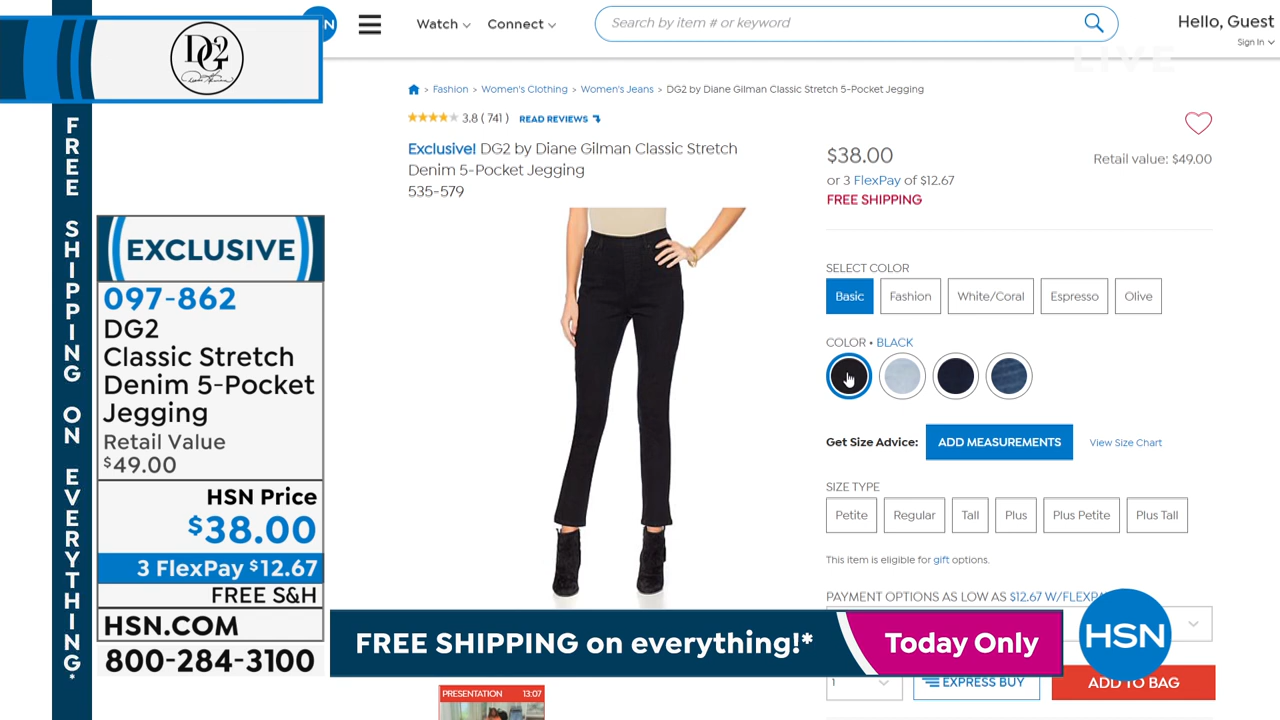 DG2
FREE SHIPPING ON EVERYTHING!*
EXCLUSIVE
097-862
DG2
Classic Stretch
Denim 5-Pocket
Jegging
Retail Value
$49.00
HSN Price
$38.00
3 FlexPay $12.67
FREE S&H
HSN.COM
800-284-3100
Watch
Connect
Search by item # or keyword
Hello, Guest
Sign In
LIVE
> Fashion > Women's Clothing > Women's Jeans > DG2 by Diane Gilman Classic Stretch 5-Pocket Jegging
3.8 ( 741 ) READ REVIEWS
Exclusive! DG2 by Diane Gilman Classic Stretch
Denim 5-Pocket Jegging
535-579
$38.00
Retail value: $49.00
or 3 FlexPay of $12.67
FREE SHIPPING
SELECT COLOR
Basic
Fashion
White/Coral
Espresso
Olive
COLOR • BLACK
Get Size Advice: ADD MEASUREMENTS View Size Chart
SIZE TYPE
Petite
Regular
Tall
Plus
Plus Petite
Plus Tall
This item is eligible for gift options.
PAYMENT OPTIONS AS LOW AS $12.67 W/FLEXPA
FREE SHIPPING on everything!* Today Only
HSN
1
EXPRESS BUY
ADD TO BAG
PRESENTATION 13:07